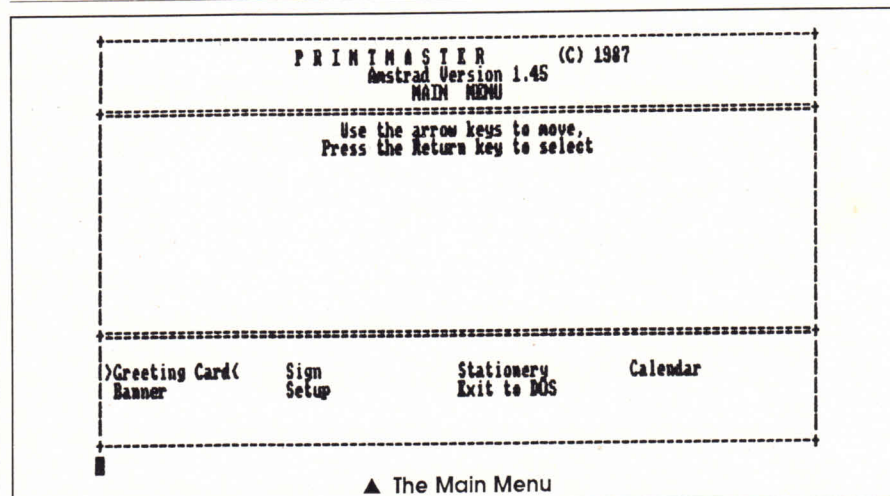 P R I N T M A S T E R (C) 1987
Amstrad Version 1.45
MAIN MENU
Use the arrow keys to move,
Press the Return key to select
>Greeting Card< Sign Stationery Calendar
Banner Setup Exit to DOS
▲ The Main Menu